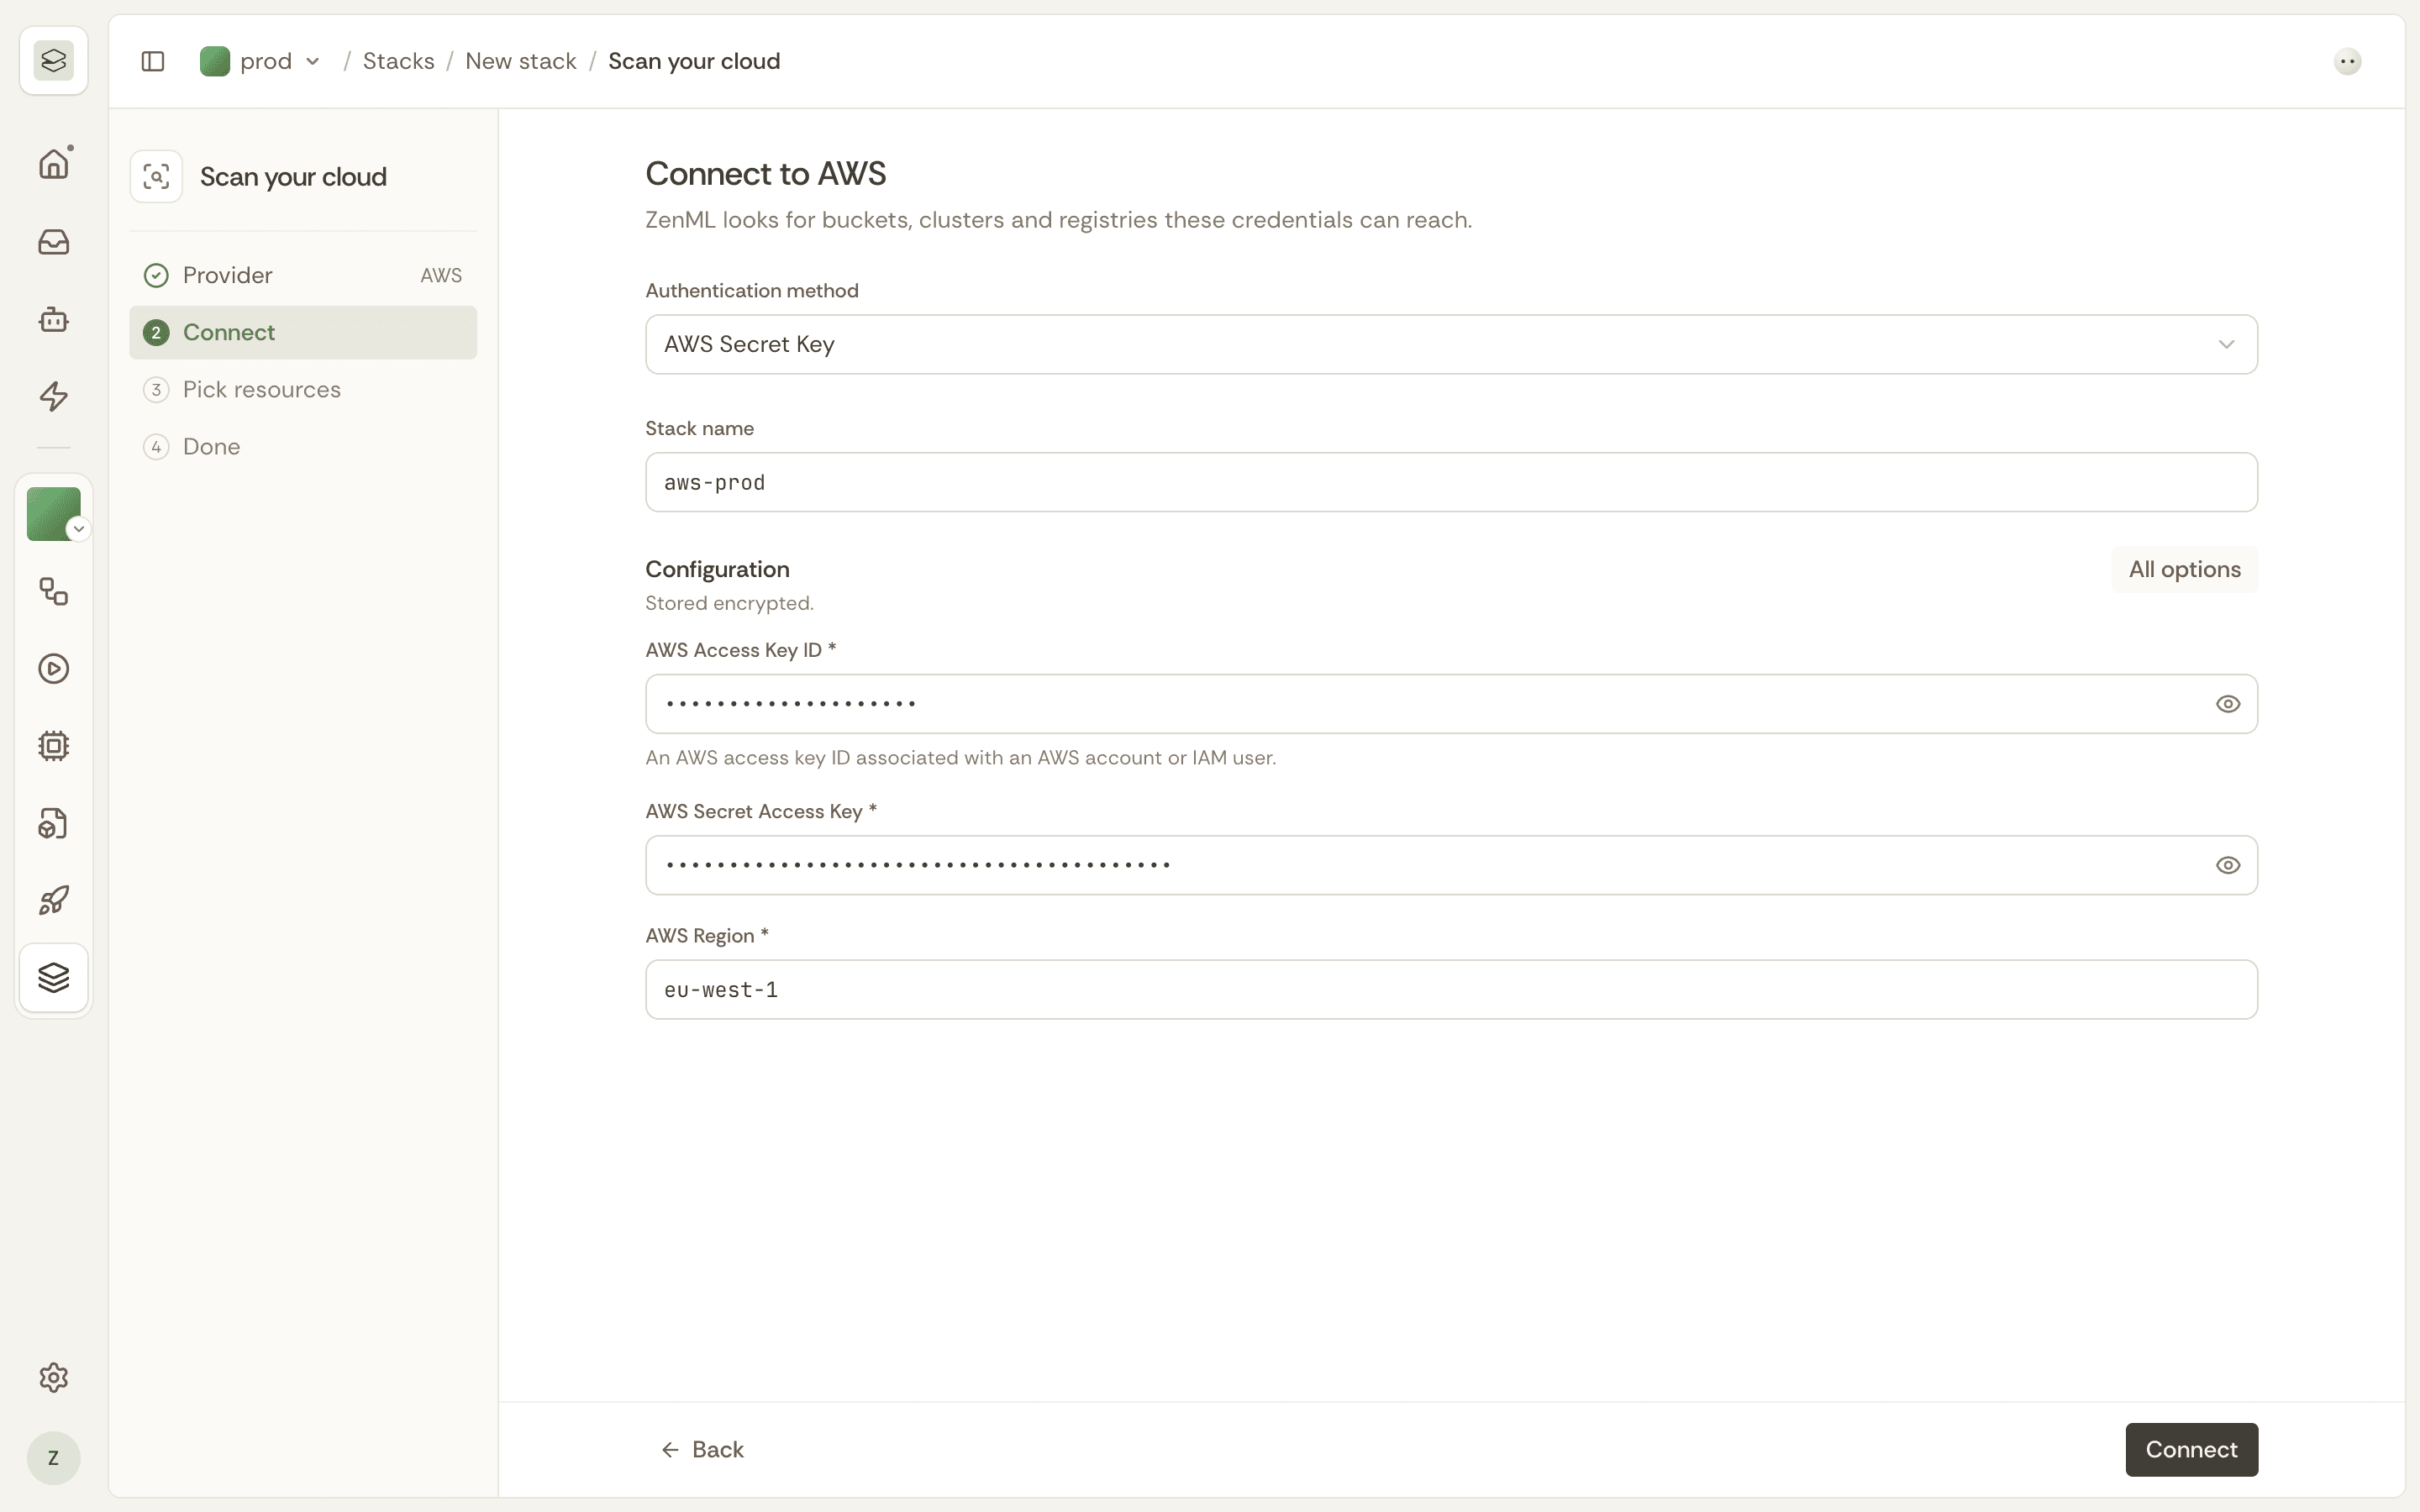 prod / Stacks / New stack / Scan your cloud
Scan your cloud
Provider AWS
2 Connect
3 Pick resources
4 Done
Connect to AWS
ZenML looks for buckets, clusters and registries these credentials can reach.
Authentication method
AWS Secret Key
Stack name
aws-prod
Configuration
All options
Stored encrypted.
AWS Access Key ID *
••••••••••••••••••••
An AWS access key ID associated with an AWS account or IAM user.
AWS Secret Access Key *
••••••••••••••••••••••••••••••••••••••••
AWS Region *
eu-west-1
Z
Back
Connect